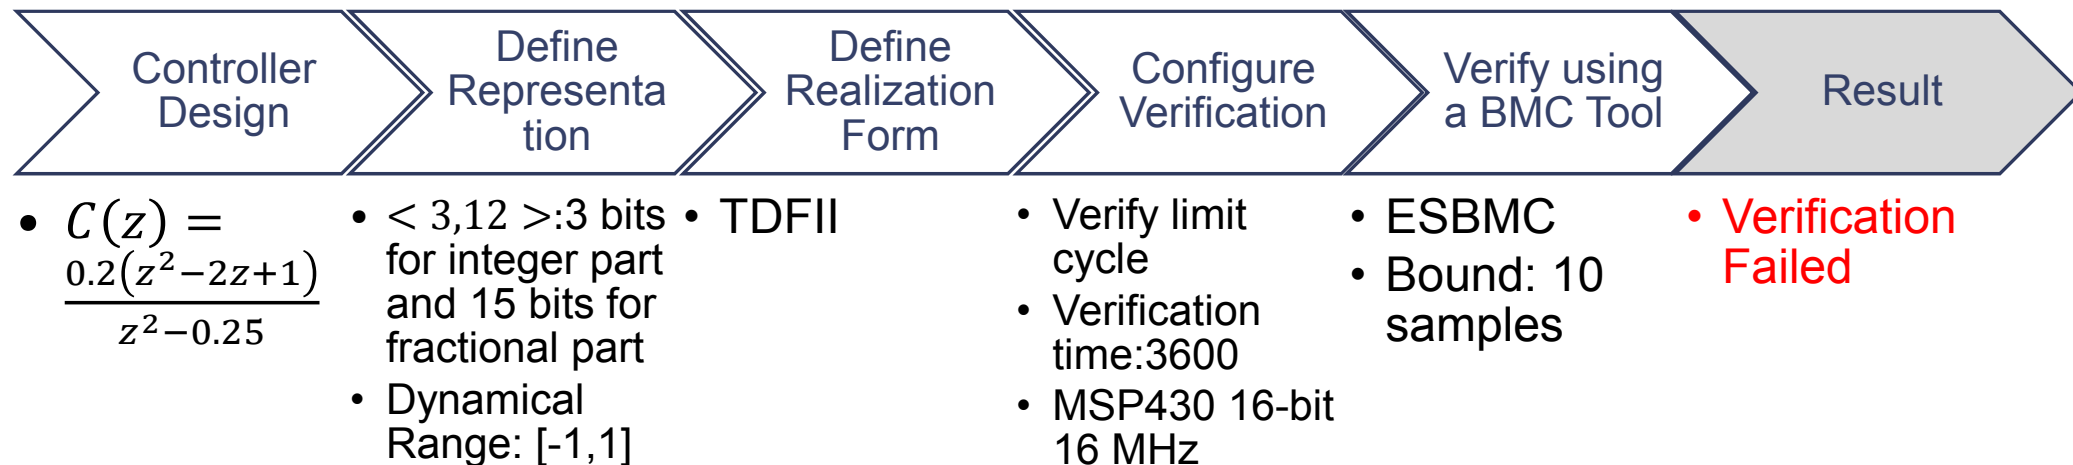 Controller
Design
Define
Representa
tion
Define
Realization
Form
Configure
Verification
Verify using
a BMC Tool
Result
• C(z) =
0.2(z²−2z+1)
z²−0.25
• < 3,12 >:3 bits
for integer part
and 15 bits for
fractional part
• Dynamical
Range: [-1,1]
• TDFII
• Verify limit
cycle
• Verification
time:3600
• MSP430 16-bit
16 MHz
• ESBMC
• Bound: 10
samples
• Verification
Failed